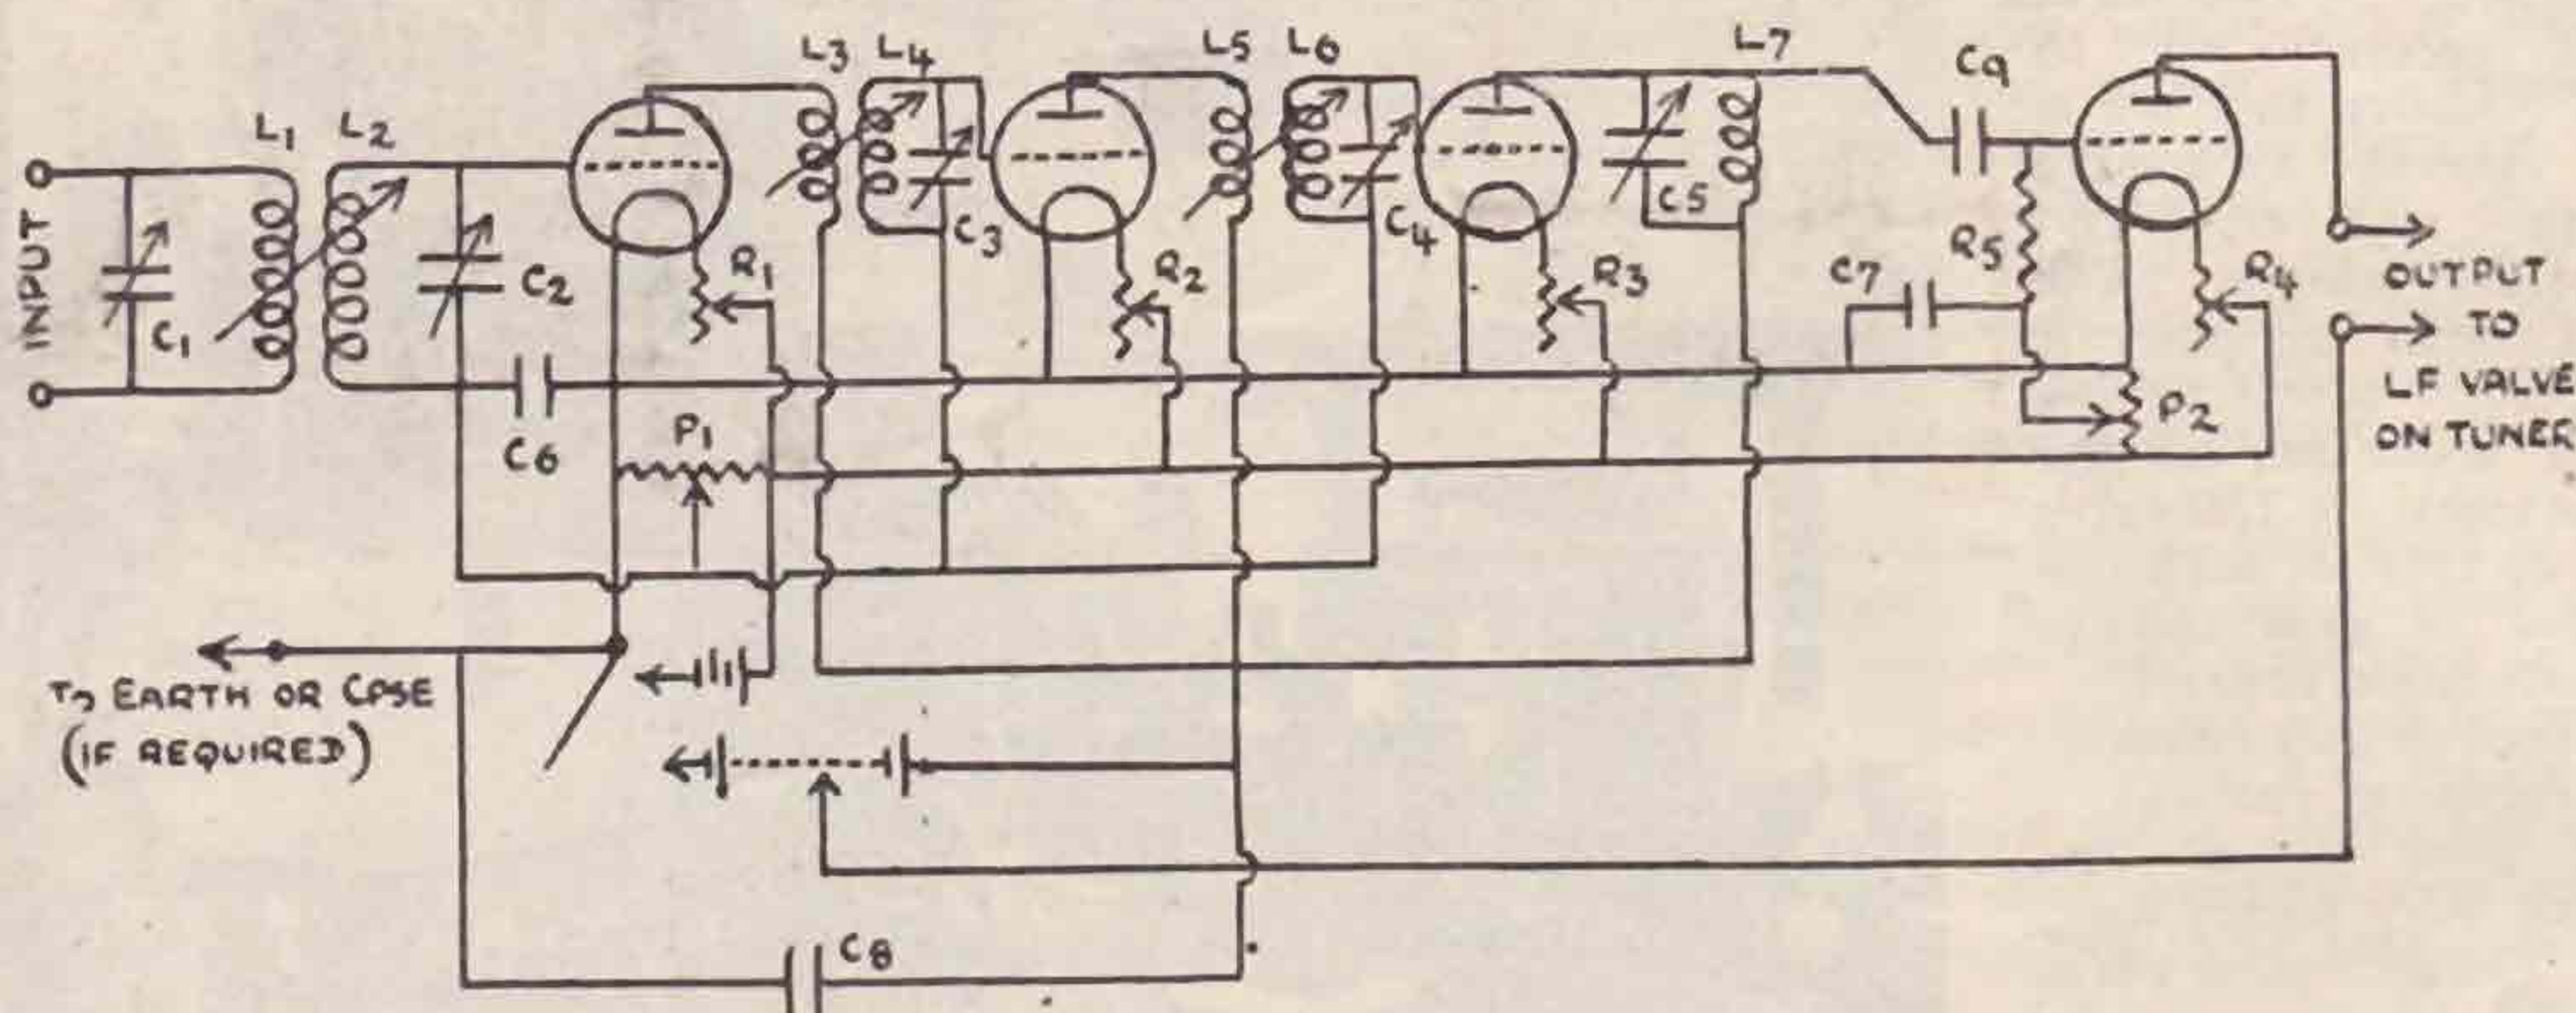 L1
L2
L3
L4
L5
L6
L7
C9
INPUT
C1
C2
R1
C3
R2
C4
R3
C5
C7
R5
R4
OUTPUT
TO
LF VALVE
ON TUNER
C6
P1
P2
TO EARTH OR CASE
(IF REQUIRED)
C8